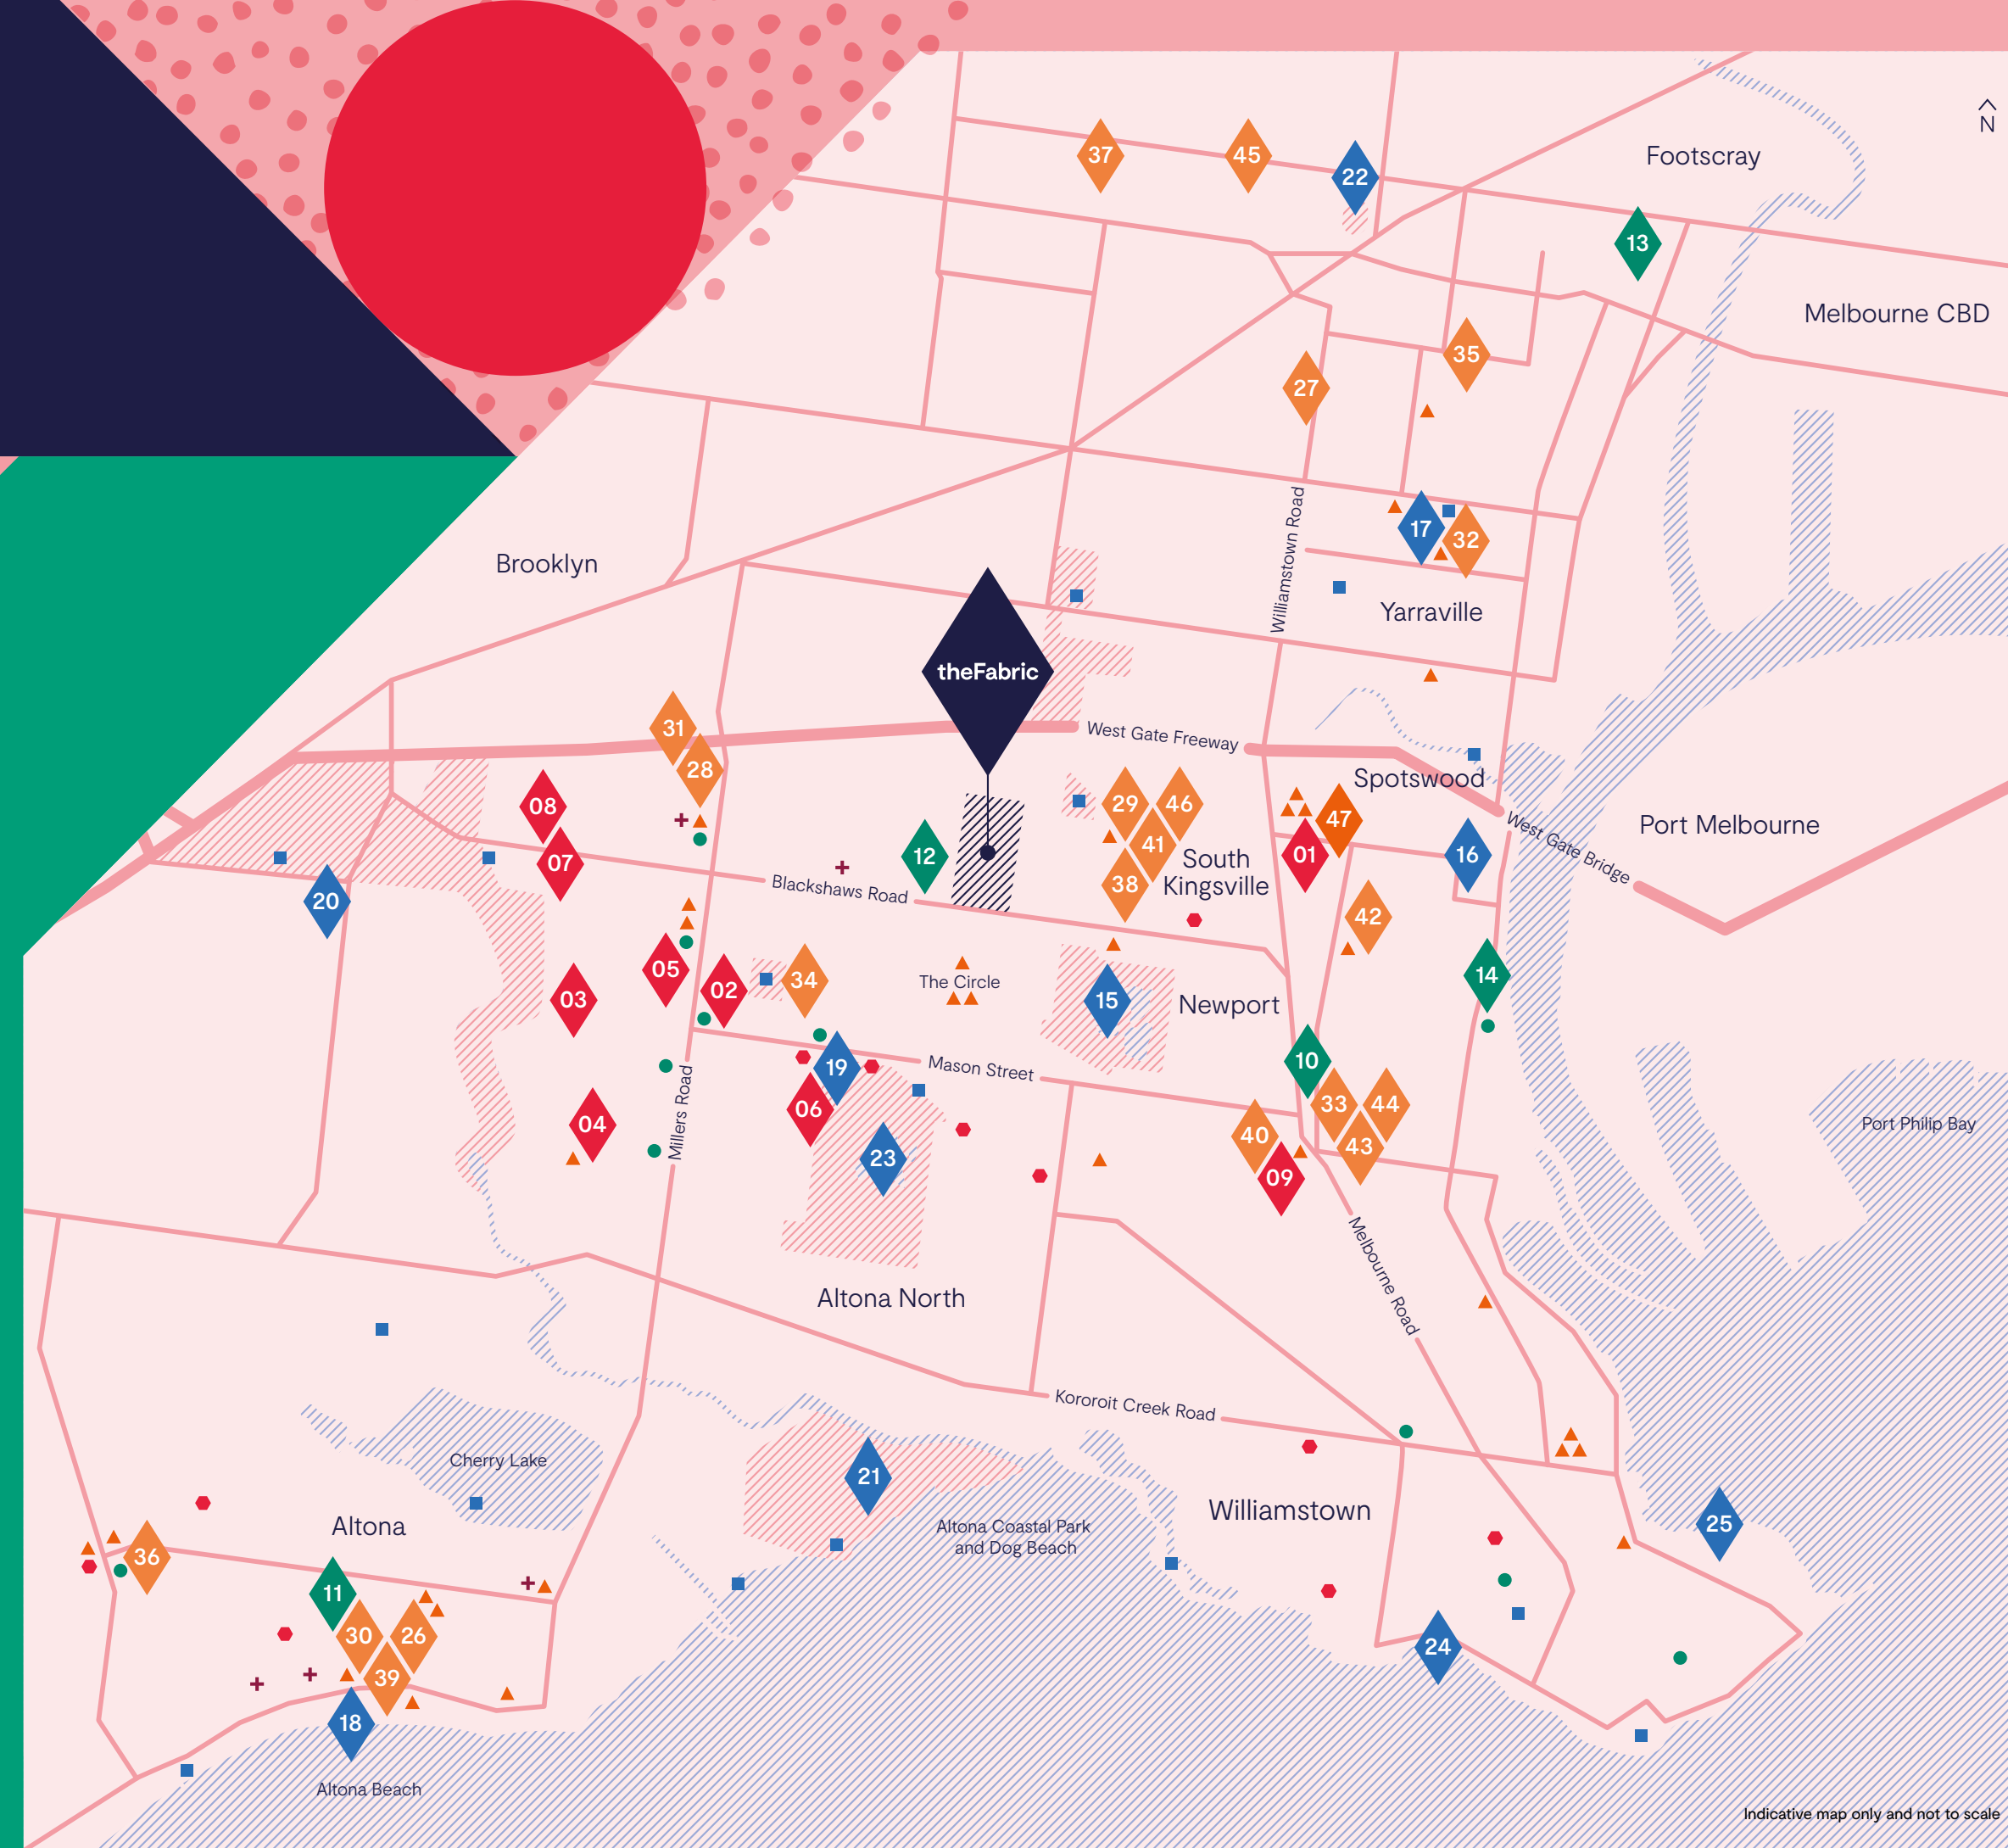 N
37
45
22
Footscray
13
Melbourne CBD
35
27
Williamstown Road
17
32
Brooklyn
Yarraville
theFabric
31
28
West Gate Freeway
Spotswood
08
07
29
46
41
38
47
01
16
West Gate Bridge
Port Melbourne
12
South
Kingsville
20
Blackshaws Road
42
05
02
34
03
The Circle
15
Newport
14
19
Mason Street
10
06
04
Millers Road
33
44
40
43
09
23
Port Philip Bay
Melbourne Road
Altona North
Kororoit Creek Road
Cherry Lake
21
Williamstown
25
Altona
Altona Coastal Park
and Dog Beach
36
11
30
26
39
24
18
Altona Beach
Indicative map only and not to scale